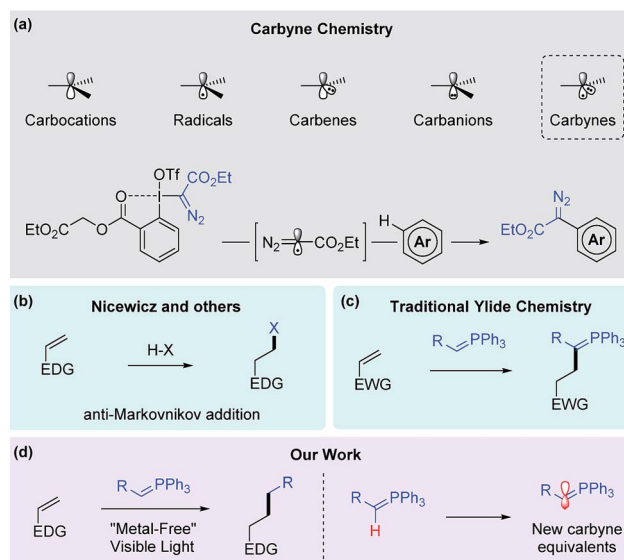 (a) Carbyne Chemistry
Carbocations Radicals Carbenes Carbanions Carbynes
OTf
CO₂Et
O I
N₂
EtO₂C O
H
N₂ CO₂Et Ar
N₂
EtO₂C Ar
(b) Nicewicz and others
EDG
H-X
X
EDG
anti-Markovnikov addition
(c) Traditional Ylide Chemistry
EWG
R PPh₃
R PPh₃
EWG
(d) Our Work
EDG
R PPh₃
"Metal-Free"
Visible Light
R
EDG
R PPh₃
H
R PPh₃
New carbyne
equivalents